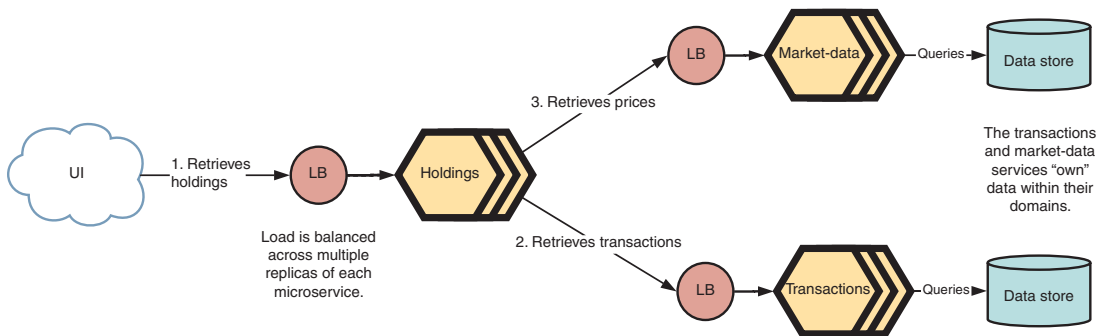 UI
1. Retrieves
holdings
LB
Load is balanced
across multiple
replicas of each
microservice.
Holdings
3. Retrieves prices
LB
Market-data
Queries
Data store
The transactions
and market-data
services “own”
data within their
domains.
2. Retrieves transactions
LB
Transactions
Queries
Data store